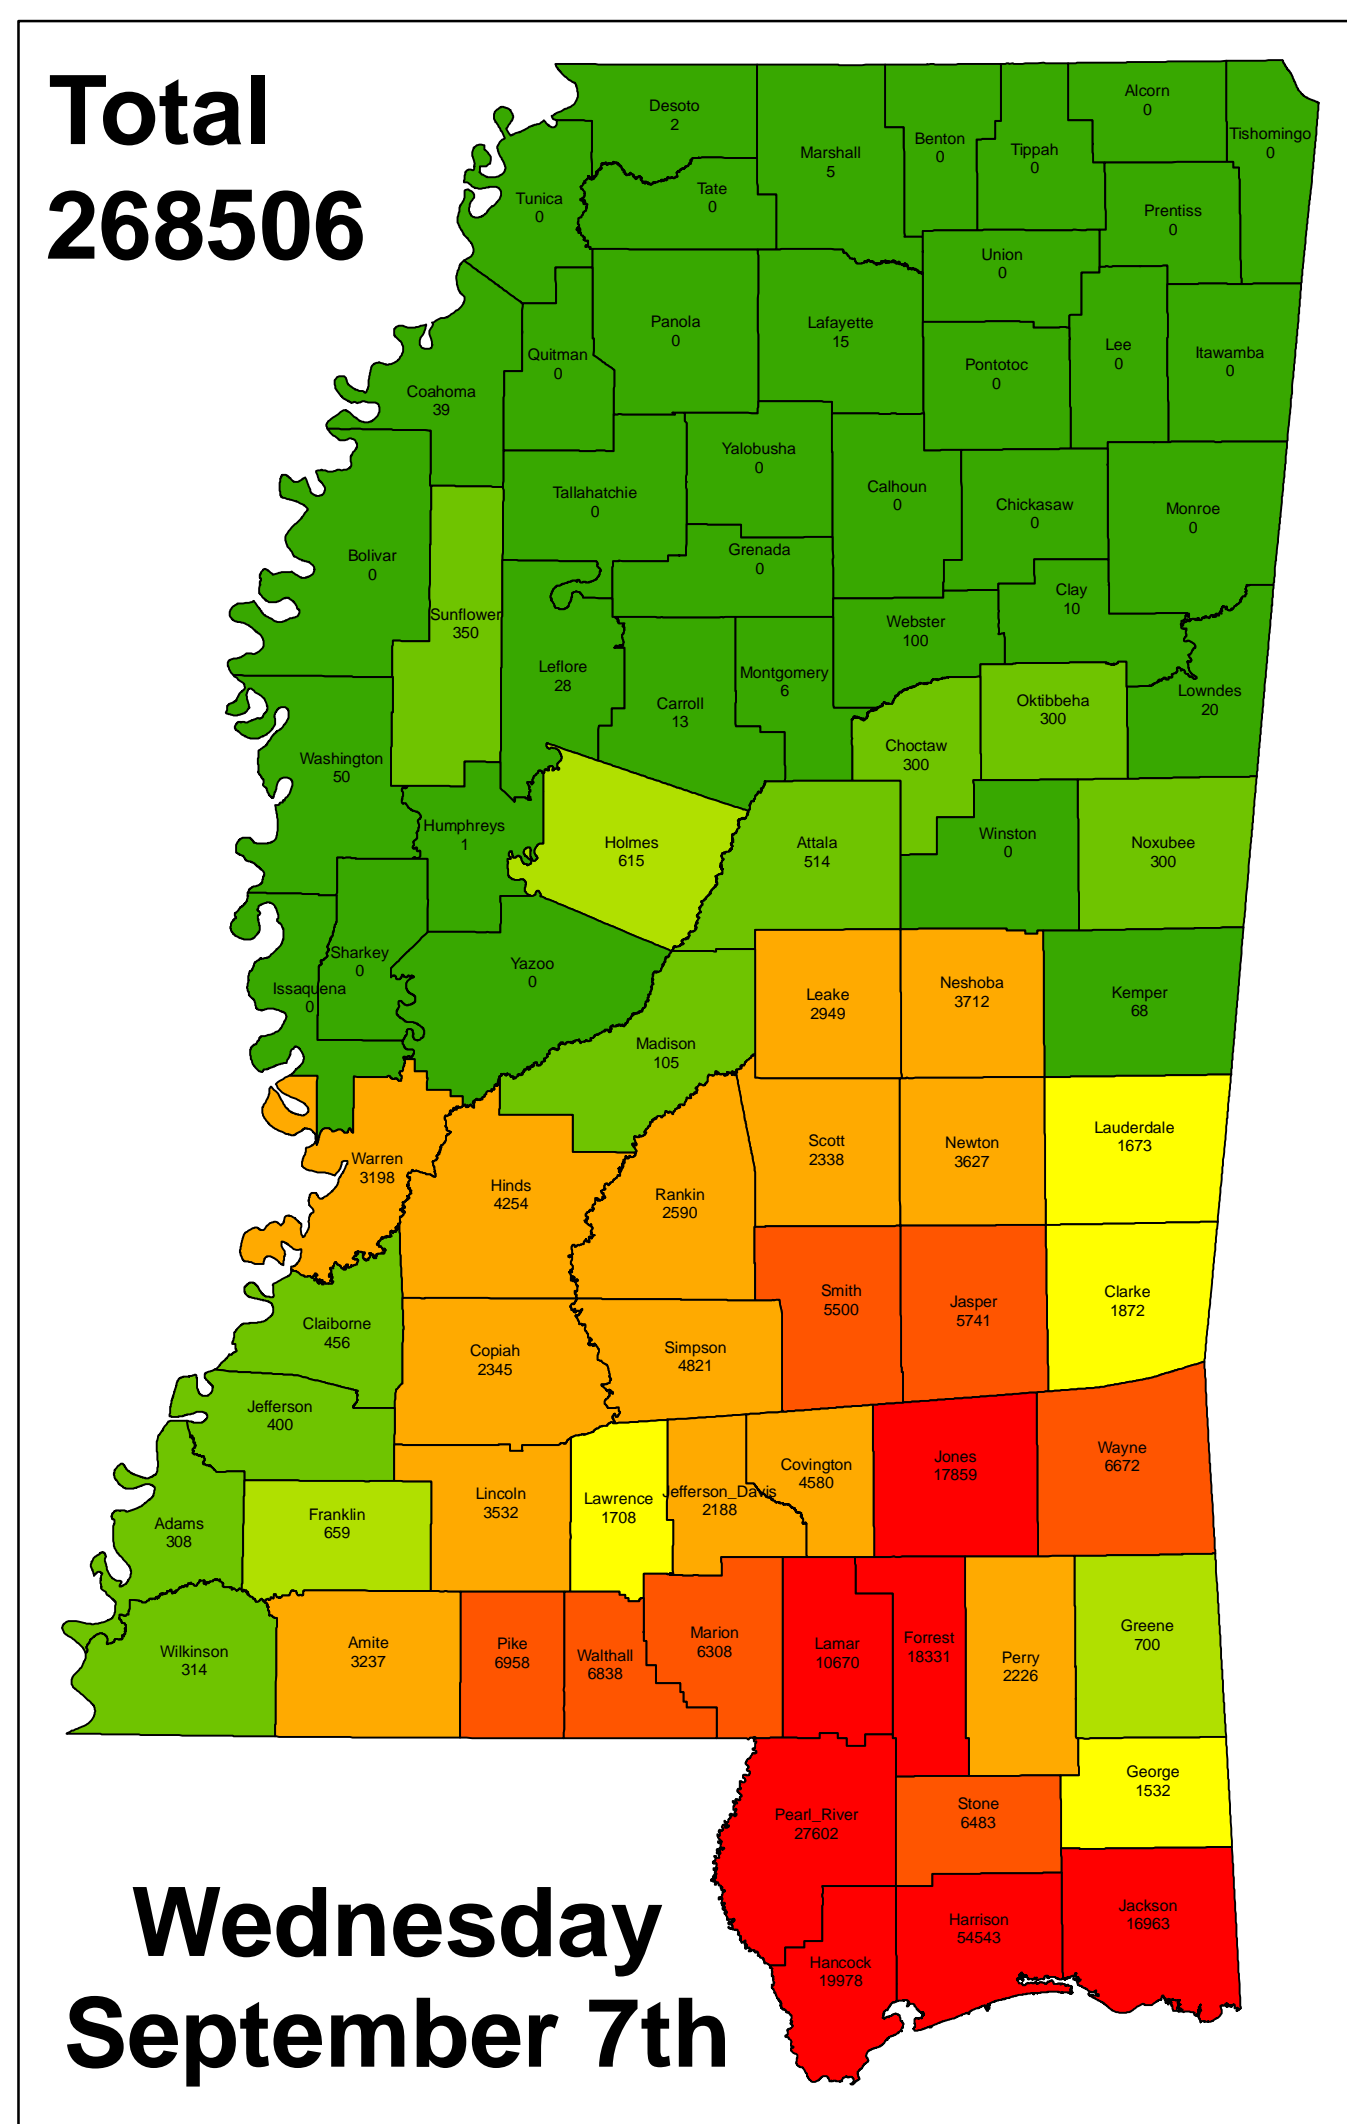 Total
268506
Desoto
2
Marshall
5
Benton
0
Tippah
0
Alcorn
0
Tishomingo
0
Tunica
0
Tate
0
Prentiss
0
Union
0
Coahoma
39
Quitman
0
Panola
0
Lafayette
15
Pontotoc
0
Lee
0
Itawamba
0
Bolivar
0
Sunflower
350
Tallahatchie
0
Yalobusha
0
Grenada
0
Calhoun
0
Chickasaw
0
Monroe
0
Clay
10
Webster
100
Leflore
28
Carroll
13
Montgomery
6
Choctaw
300
Oktibbeha
300
Lowndes
20
Washington
50
Humphreys
1
Holmes
615
Attala
514
Winston
0
Noxubee
300
Sharkey
0
Issaquena
0
Yazoo
0
Madison
105
Leake
2949
Neshoba
3712
Kemper
68
Warren
3198
Hinds
4254
Rankin
2590
Scott
2338
Newton
3627
Lauderdale
1673
Claiborne
456
Copiah
2345
Simpson
4821
Smith
5500
Jasper
5741
Clarke
1872
Jefferson
400
Adams
308
Franklin
659
Lincoln
3532
Lawrence
1708
Jefferson_Davis
2188
Covington
4580
Jones
17859
Wayne
6672
Wilkinson
314
Amite
3237
Pike
6958
Walthall
6838
Marion
6308
Lamar
10670
Forrest
18331
Perry
2226
Greene
700
George
1532
Pearl_River
27602
Stone
6483
Hancock
19978
Harrison
54543
Jackson
16963
Wednesday
September 7th